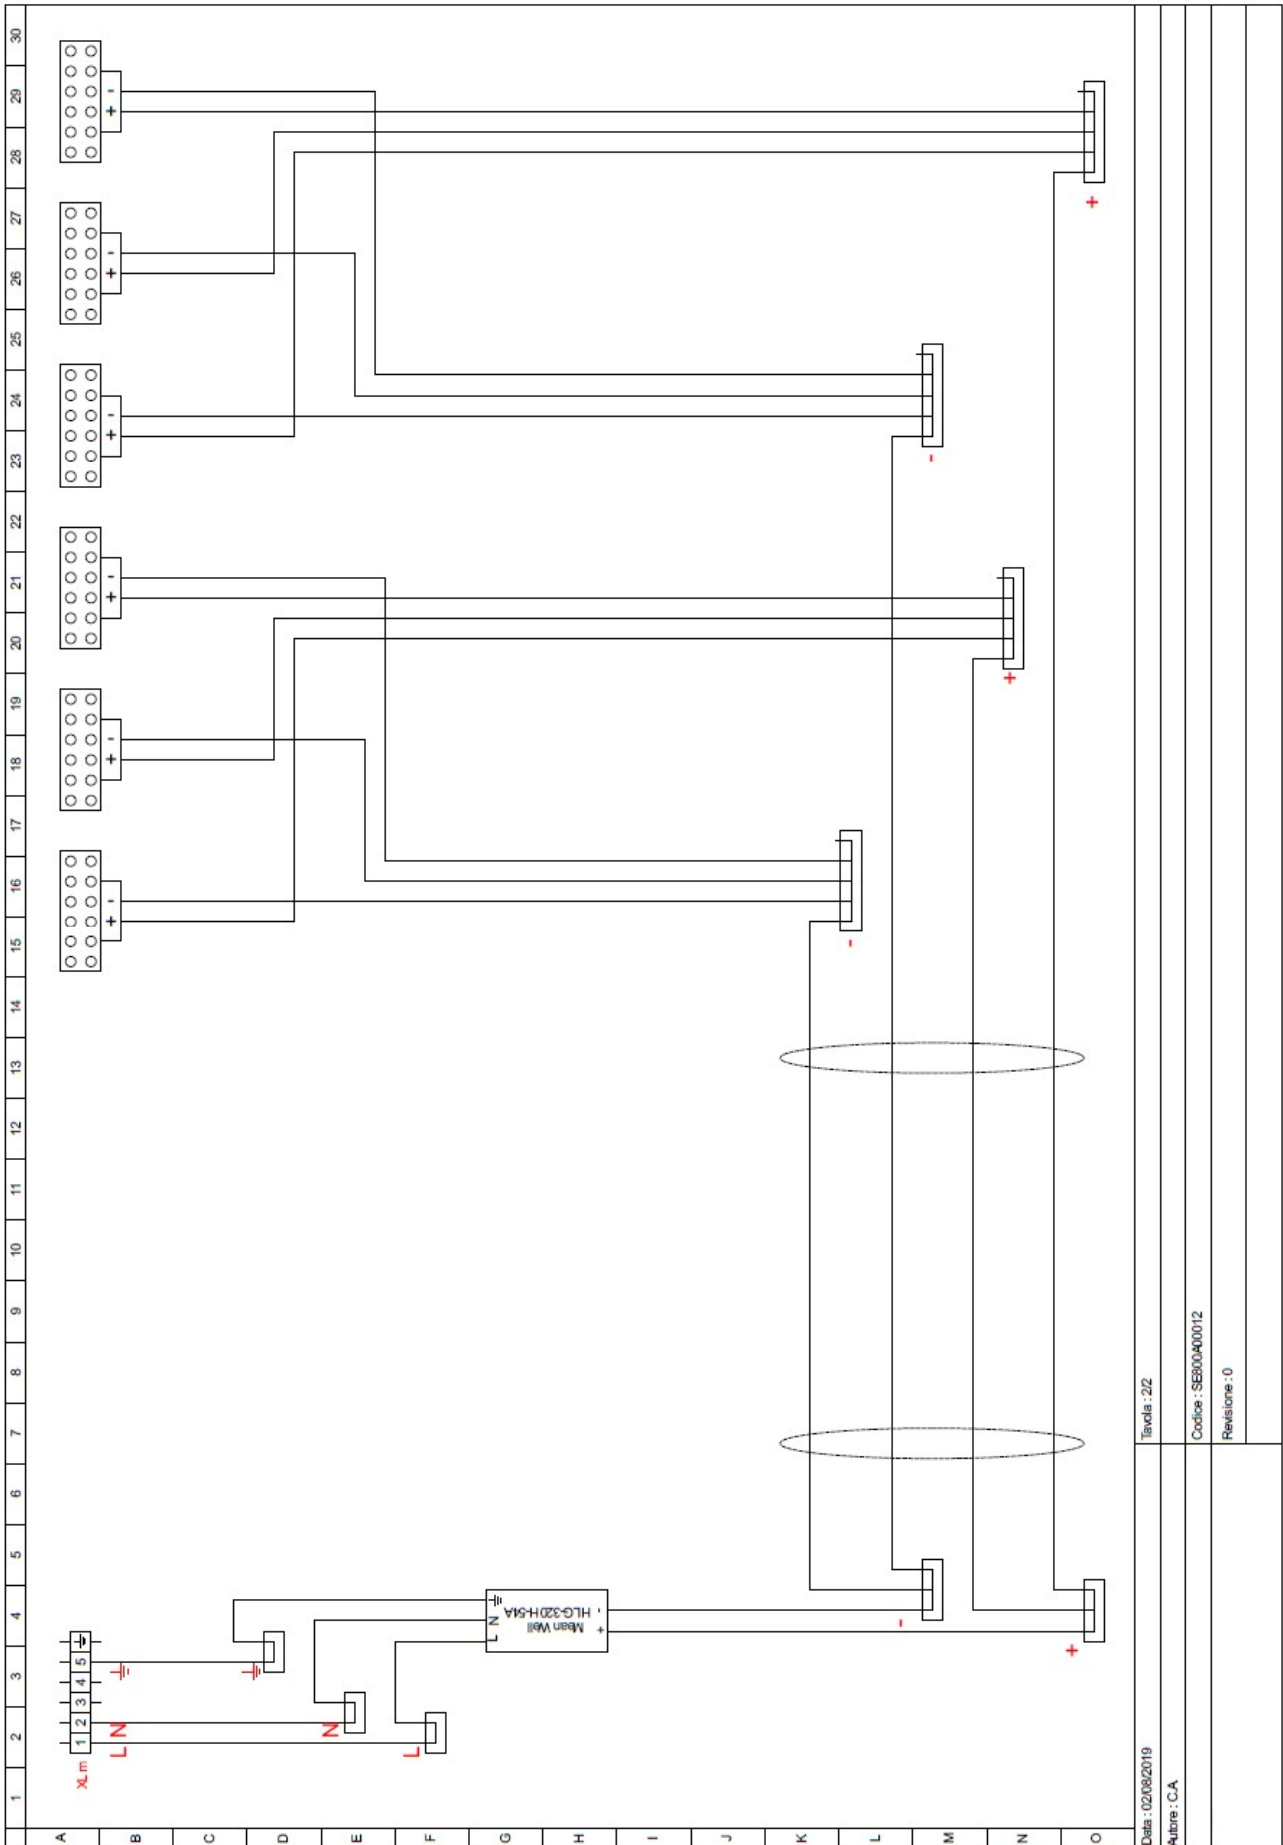 1 2 3 4 5 6 7 8 9 10 11 12 13 14 15 16 17 18 19 20 21 22 23 24 25 26 27 28 29 30
A
B
C
D
E
F
G
H
I
J
K
L
M
N
O
XLm 1 2 3 4 5
L N
+ -
+ -
+ -
+ -
+ -
+ -
N
L
L N
Mean Well
HLG-320H-54A
+ -
-
-
-
+
+
+
Data : 02/08/2019
Autore : C.A
Tavola : 2/2
Codice : SE800A00012
Revisione : 0